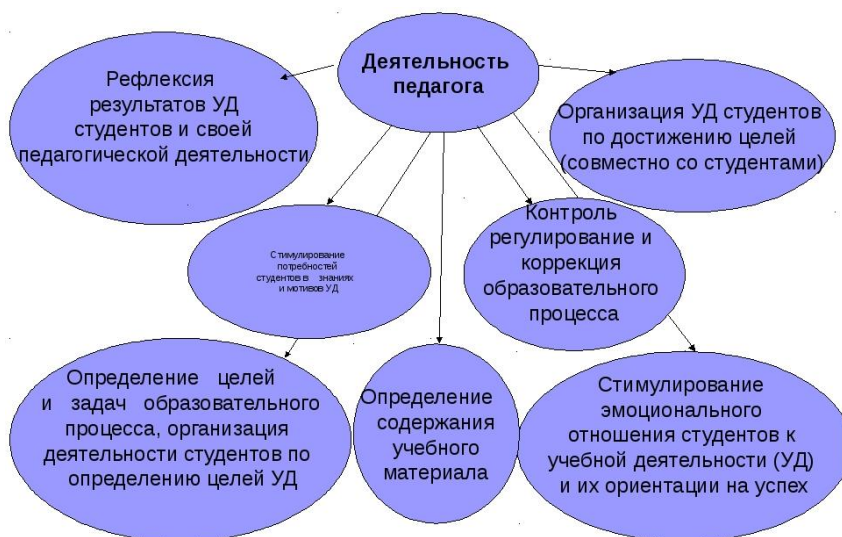 Деятельность
педагога
Рефлексия
результатов УД
студентов и своей
педагогической деятельности
Организация УД студентов
по достижению целей
(совместно со студентами)
Стимулирование
потребностей
студентов в знаниях
и мотивов УД
Контроль
регулирование и
коррекция
образовательного
процесса
Определение целей
и задач образовательного
процесса, организация
деятельности студентов по
определению целей УД
Определение
содержания
учебного
материала
Стимулирование
эмоционального
отношения студентов к
учебной деятельности (УД)
и их ориентации на успех